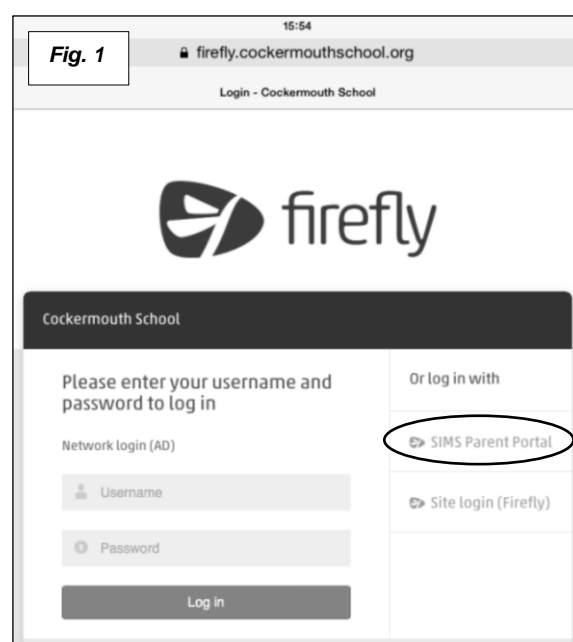 15:54
Fig. 1
firefly.cockermouthschool.org
Login - Cockermouth School
firefly
Cockermouth School
Please enter your username and
password to log in
Network login (AD)
Username
Password
Log in
Or log in with
SIMS Parent Portal
Site login (Firefly)